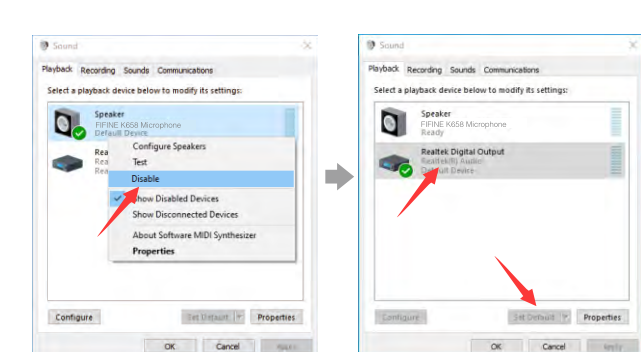 Sound
Playback Recording Sounds Communications
Select a playback device below to modify its settings:
Speaker
FIFINE K658 Microphone
Default Device
Rea
Rea
Rea
Configure Speakers
Test
Disable
Show Disabled Devices
Show Disconnected Devices
About Software MIDI Synthesizer
Properties
Configure Set Default Properties
OK Cancel Apply
Sound
Playback Recording Sounds Communications
Select a playback device below to modify its settings:
Speaker
FIFINE K658 Microphone
Ready
Realtek Digital Output
Realtek(R) Audio
Default Device
Configure Set Default Properties
OK Cancel Apply